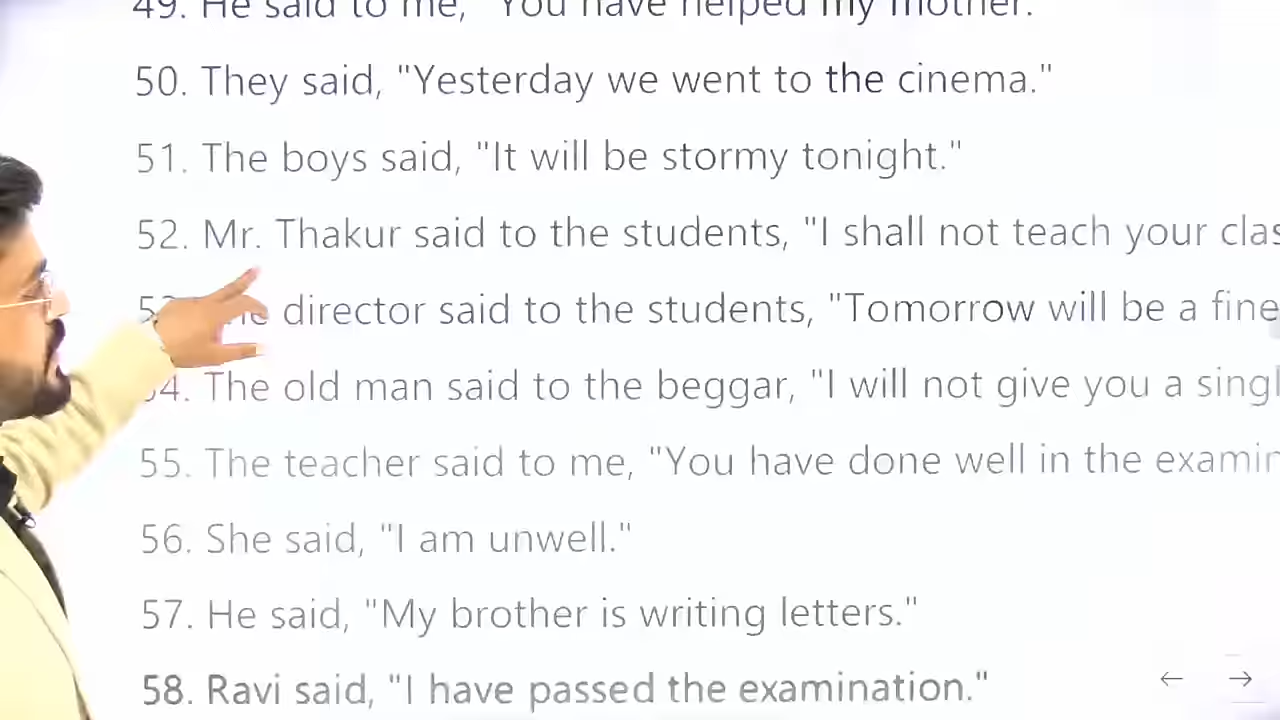 49. He said to me, "You have helped my mother.
50. They said, "Yesterday we went to the cinema."
51. The boys said, "It will be stormy tonight."
52. Mr. Thakur said to the students, "I shall not teach your
director said to the students, "Tomorrow will be a fine
The old man said to the beggar, "I will not give you a
55. The teacher said to me, "You have done well in the
56. She said, "I am unwell."
57. He said, "My brother is writing letters."
58. Ravi said, "I have passed the examination."